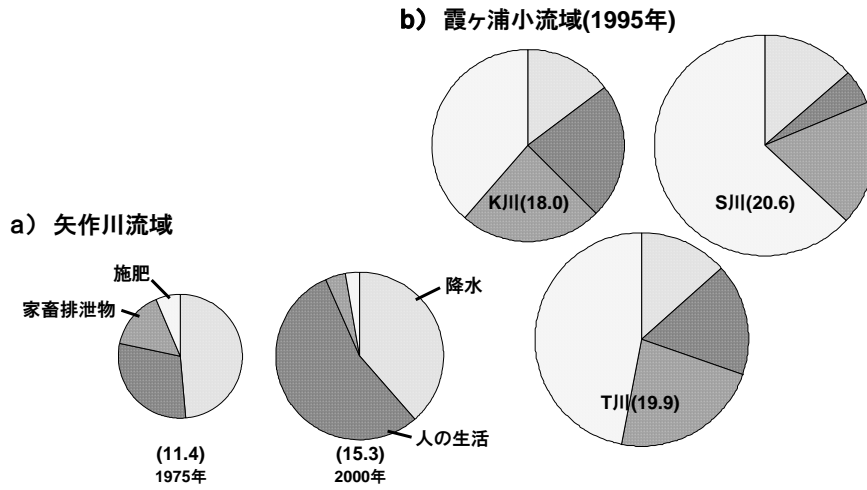 b） 霞ヶ浦小流域(1995年)
K川(18.0)
S川(20.6)
a） 矢作川流域
施肥
家畜排泄物
降水
T川(19.9)
人の生活
(11.4)
(15.3)
1975年
2000年